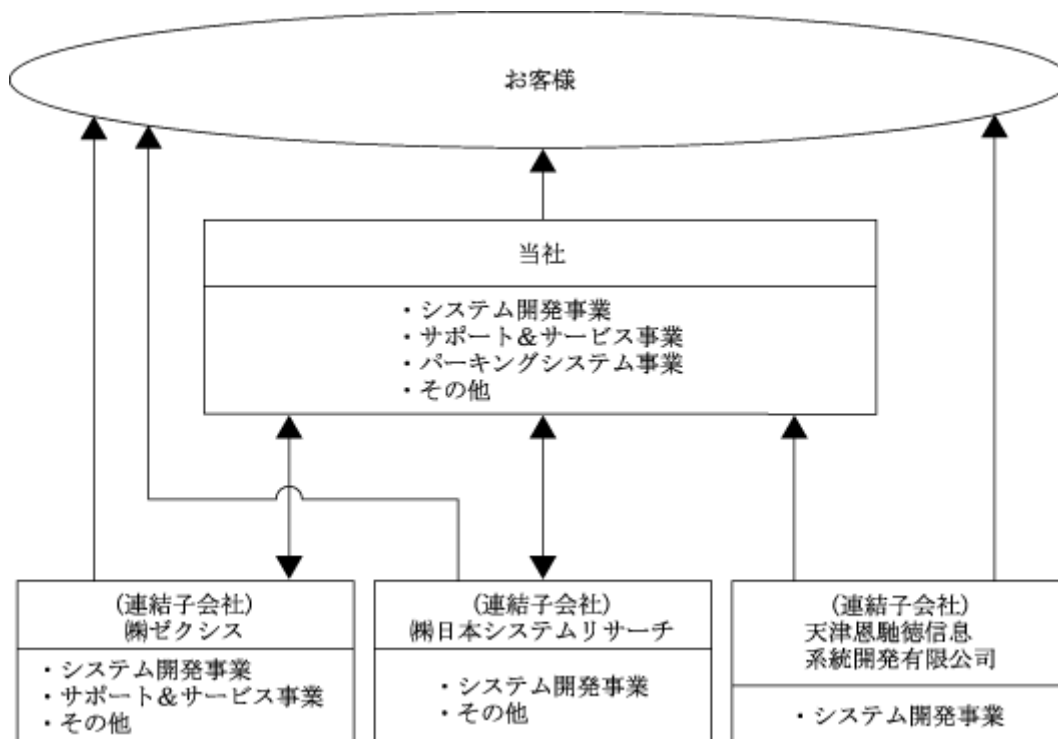 お客様
当社
・システム開発事業
・サポート＆サービス事業
・パーキングシステム事業
・その他
(連結子会社)
㈱ゼクシス
・システム開発事業
・サポート＆サービス事業
・その他
(連結子会社)
㈱日本システムリサーチ
・システム開発事業
・その他
(連結子会社)
天津恩馳徳信息
系統開発有限公司
・システム開発事業